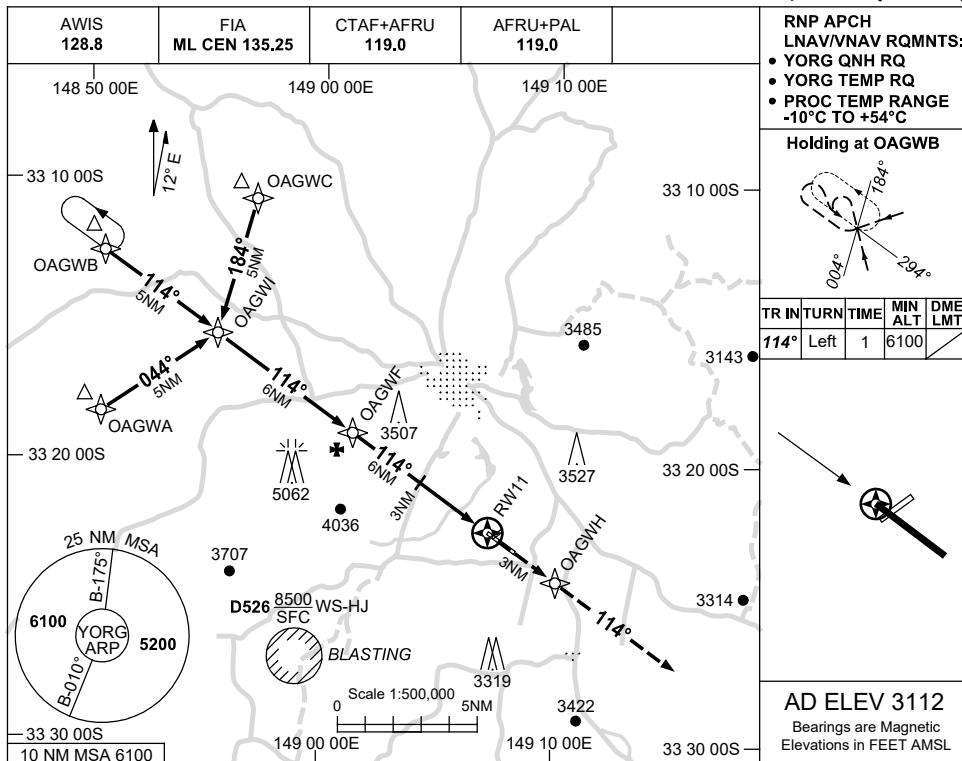 AWIS
128.8
FIA
ML CEN 135.25
CTAF+AFRU
119.0
AFRU+PAL
119.0
RNP APCH
LNAV/VNAV RQMNTS:
● YORG QNH RQ
● YORG TEMP RQ
● PROC TEMP RANGE
-10°C TO +54°C
148 50 00E
149 00 00E
149 10 00E
12° E
33 10 00S
33 10 00S
OAGWC
OAGWB
184°
5NM
114°
5NM
OAGWI
044°
5NM
OAGWA
114°
6NM
OAGWF
3485
3143
3507
3527
33 20 00S
33 20 00S
5062
4036
114°
6NM
3NM
RW11
3NM
OAGWH
114°
3707
3314
25 NM MSA
B-175°
6100
YORG
ARP
5200
B-010°
D526 8500
SFC
WS-HJ
BLASTING
3319
3422
Scale 1:500,000
0
5NM
33 30 00S
33 30 00S
149 00 00E
149 10 00E
10 NM MSA 6100
Holding at OAGWB
184°
004°
294°
TR IN TURN TIME MIN ALT DME LMT
114° Left 1 6100
AD ELEV 3112
Bearings are Magnetic
Elevations in FEET AMSL